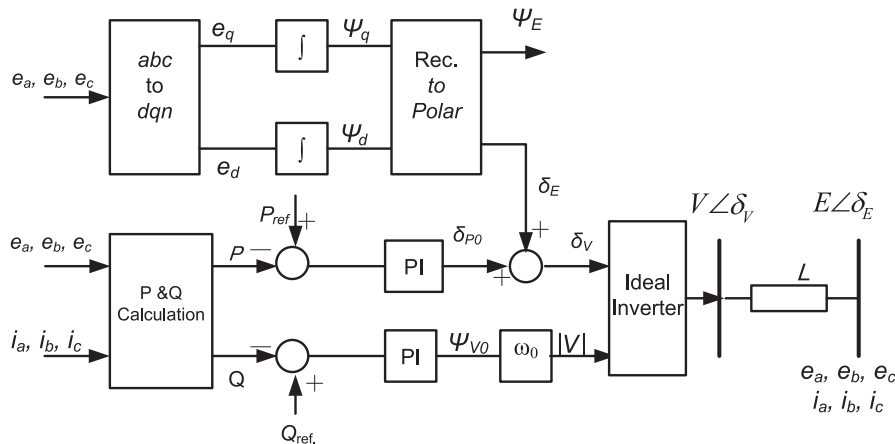 e_a, e_b, e_c
abc
to
dqn
e_q
e_d
∫
∫
Ψ_q
Ψ_d
Rec.
to
Polar
Ψ_E
δ_E
e_a, e_b, e_c
i_a, i_b, i_c
P &Q
Calculation
P
−
P_ref
+
Q
−
+
Q_ref.
PI
δ_P0
+
+
δ_V
PI
Ψ_V0
ω_0
|V|
Ideal
Inverter
V∠δ_V
L
E∠δ_E
e_a, e_b, e_c
i_a, i_b, i_c